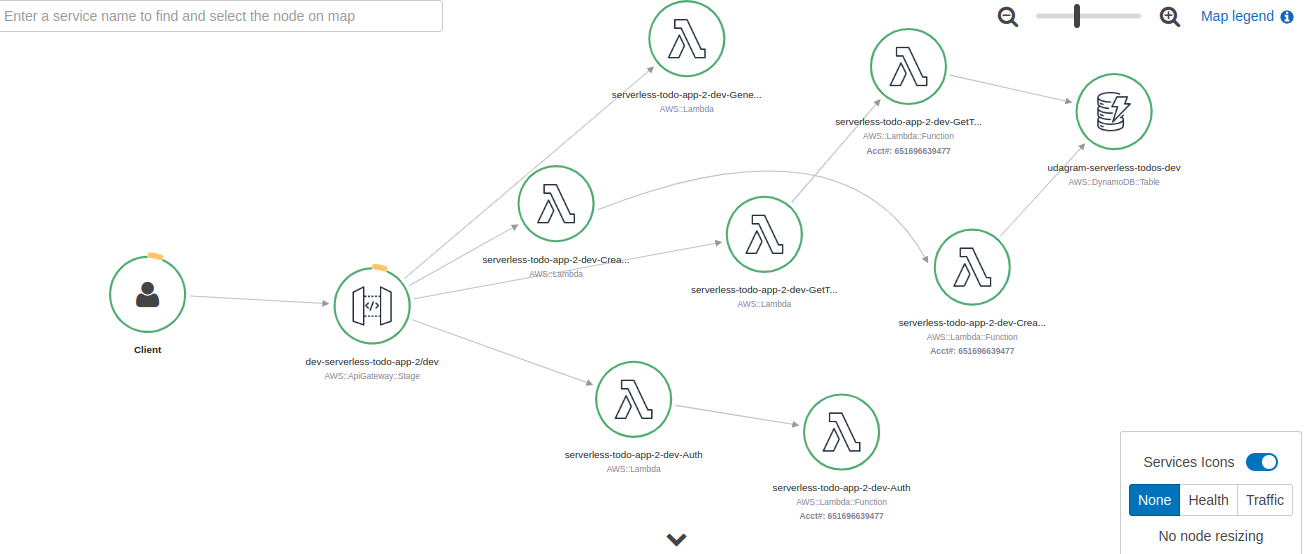 Enter a service name to find and select the node on map
Map legend
serverless-todo-app-2-dev-Gene...
AWS::Lambda
serverless-todo-app-2-dev-GetT...
AWS::Lambda::Function
Acct#: 651696639477
udagram-serverless-todos-dev
AWS::DynamoDB::Table
serverless-todo-app-2-dev-Crea...
AWS::Lambda
serverless-todo-app-2-dev-GetT...
AWS::Lambda
serverless-todo-app-2-dev-Crea...
AWS::Lambda::Function
Acct#: 651696639477
Client
dev-serverless-todo-app-2/dev
AWS::ApiGateway::Stage
serverless-todo-app-2-dev-Auth
AWS::Lambda
serverless-todo-app-2-dev-Auth
AWS::Lambda::Function
Acct#: 651696639477
Services Icons
None Health Traffic
No node resizing